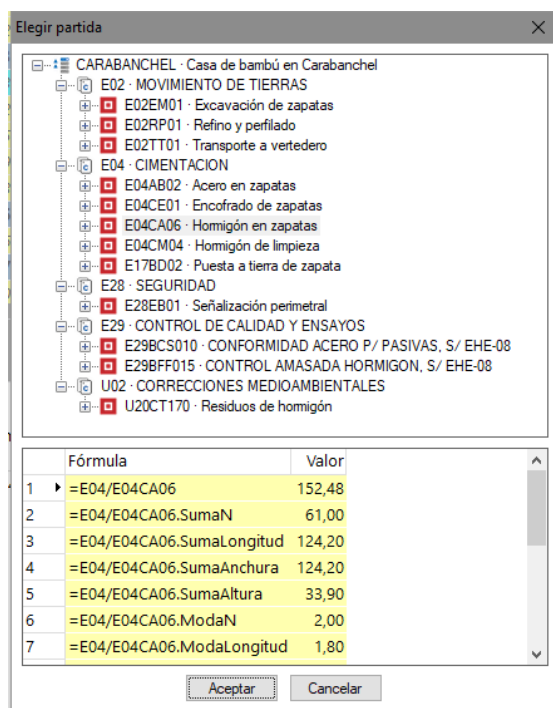 Elegir partida
CARABANCHEL · Casa de bambú en Carabanchel
E02 · MOVIMIENTO DE TIERRAS
E02EM01 · Excavación de zapatas
E02RP01 · Refino y perfilado
E02TT01 · Transporte a vertedero
E04 · CIMENTACION
E04AB02 · Acero en zapatas
E04CE01 · Encofrado de zapatas
E04CA06 · Hormigón en zapatas
E04CM04 · Hormigón de limpieza
E17BD02 · Puesta a tierra de zapata
E28 · SEGURIDAD
E28EB01 · Señalización perimetral
E29 · CONTROL DE CALIDAD Y ENSAYOS
E29BCS010 · CONFORMIDAD ACERO P/ PASIVAS, S/ EHE-08
E29BFF015 · CONTROL AMASADA HORMIGON, S/ EHE-08
U02 · CORRECCIONES MEDIOAMBIENTALES
U20CT170 · Residuos de hormigón
Fórmula Valor
1 =E04/E04CA06 152,48
2 =E04/E04CA06.SumaN 61,00
3 =E04/E04CA06.SumaLongitud 124,20
4 =E04/E04CA06.SumaAnchura 124,20
5 =E04/E04CA06.SumaAltura 33,90
6 =E04/E04CA06.ModaN 2,00
7 =E04/E04CA06.ModaLongitud 1,80
Aceptar Cancelar